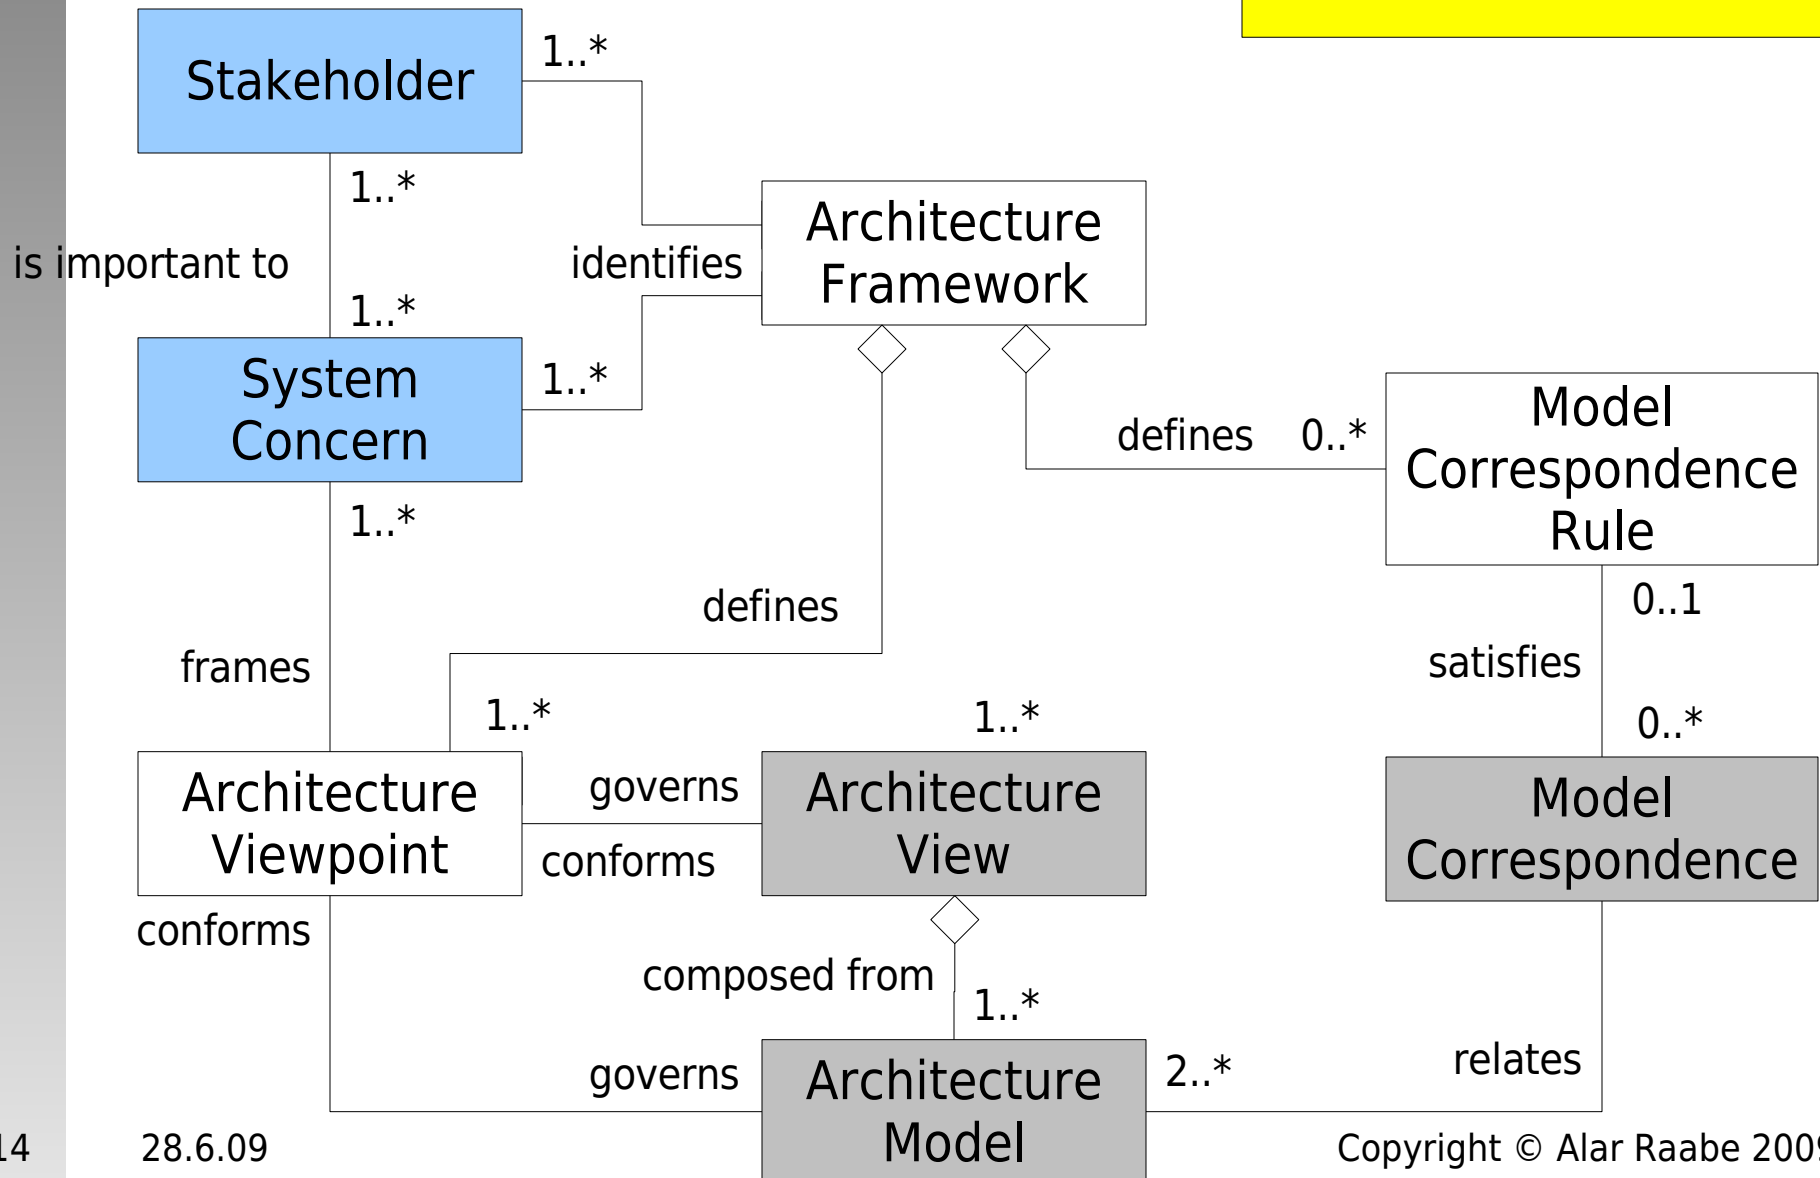 Stakeholder
1..*
1..*
is important to
identifies
Architecture
Framework
1..*
System
Concern
1..*
defines 0..*
Model
Correspondence
Rule
1..*
defines
0..1
frames
satisfies
1..*
1..*
0..*
Architecture
Viewpoint
governs
conforms
Architecture
View
Model
Correspondence
conforms
composed from
1..*
governs
Architecture
Model
2..*
relates
14
28.6.09
Copyright © Alar Raabe 2009